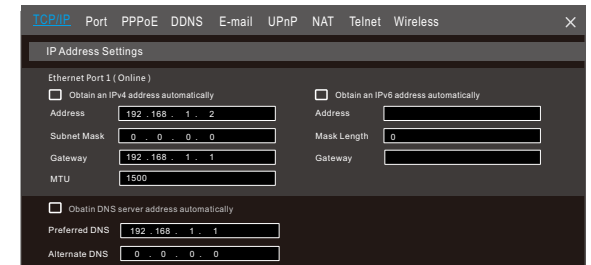 TCP/IP Port PPPoE DDNS E-mail UPnP NAT Telnet Wireless
IP Address Settings
Ethernet Port 1 ( Online )
Obtain an IPv4 address automatically
Address 192 . 168 . 1 . 2
Subnet Mask 0 . 0 . 0 . 0
Gateway 192 . 168 . 1 . 1
MTU 1500
Obtain an IPv6 address automatically
Address
Mask Length 0
Gateway
Obatin DNS server address automatically
Preferred DNS 192 . 168 . 1 . 1
Alternate DNS 0 . 0 . 0 . 0